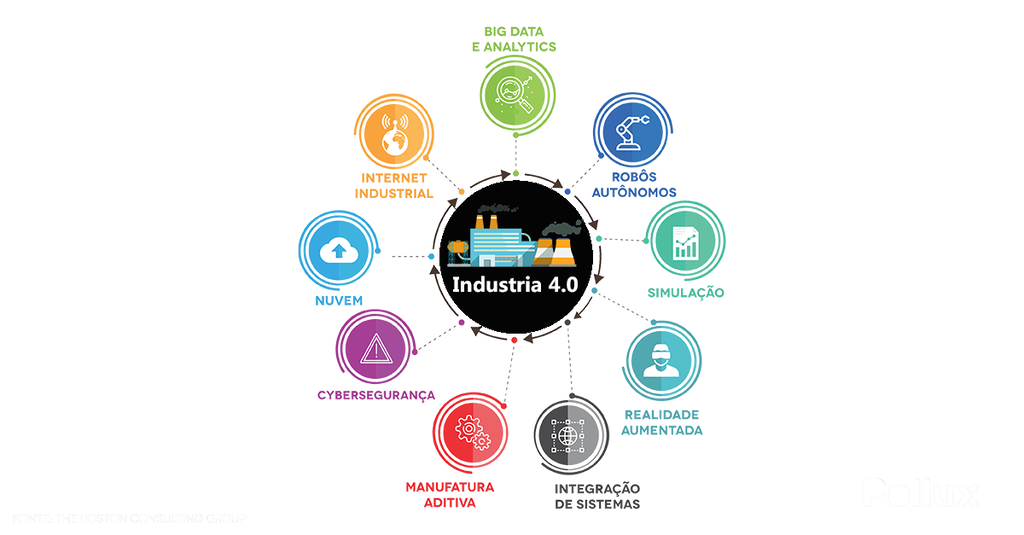 BIG DATA
E ANALYTICS
ROBÔS
AUTÔNOMOS
SIMULAÇÃO
REALIDADE
AUMENTADA
INTEGRAÇÃO
DE SISTEMAS
MANUFATURA
ADITIVA
CYBERSEGURANÇA
NUVEM
INTERNET
INDUSTRIAL
Industria 4.0
FONTE: THE BOSTON CONSULTING GROUP
Pollux